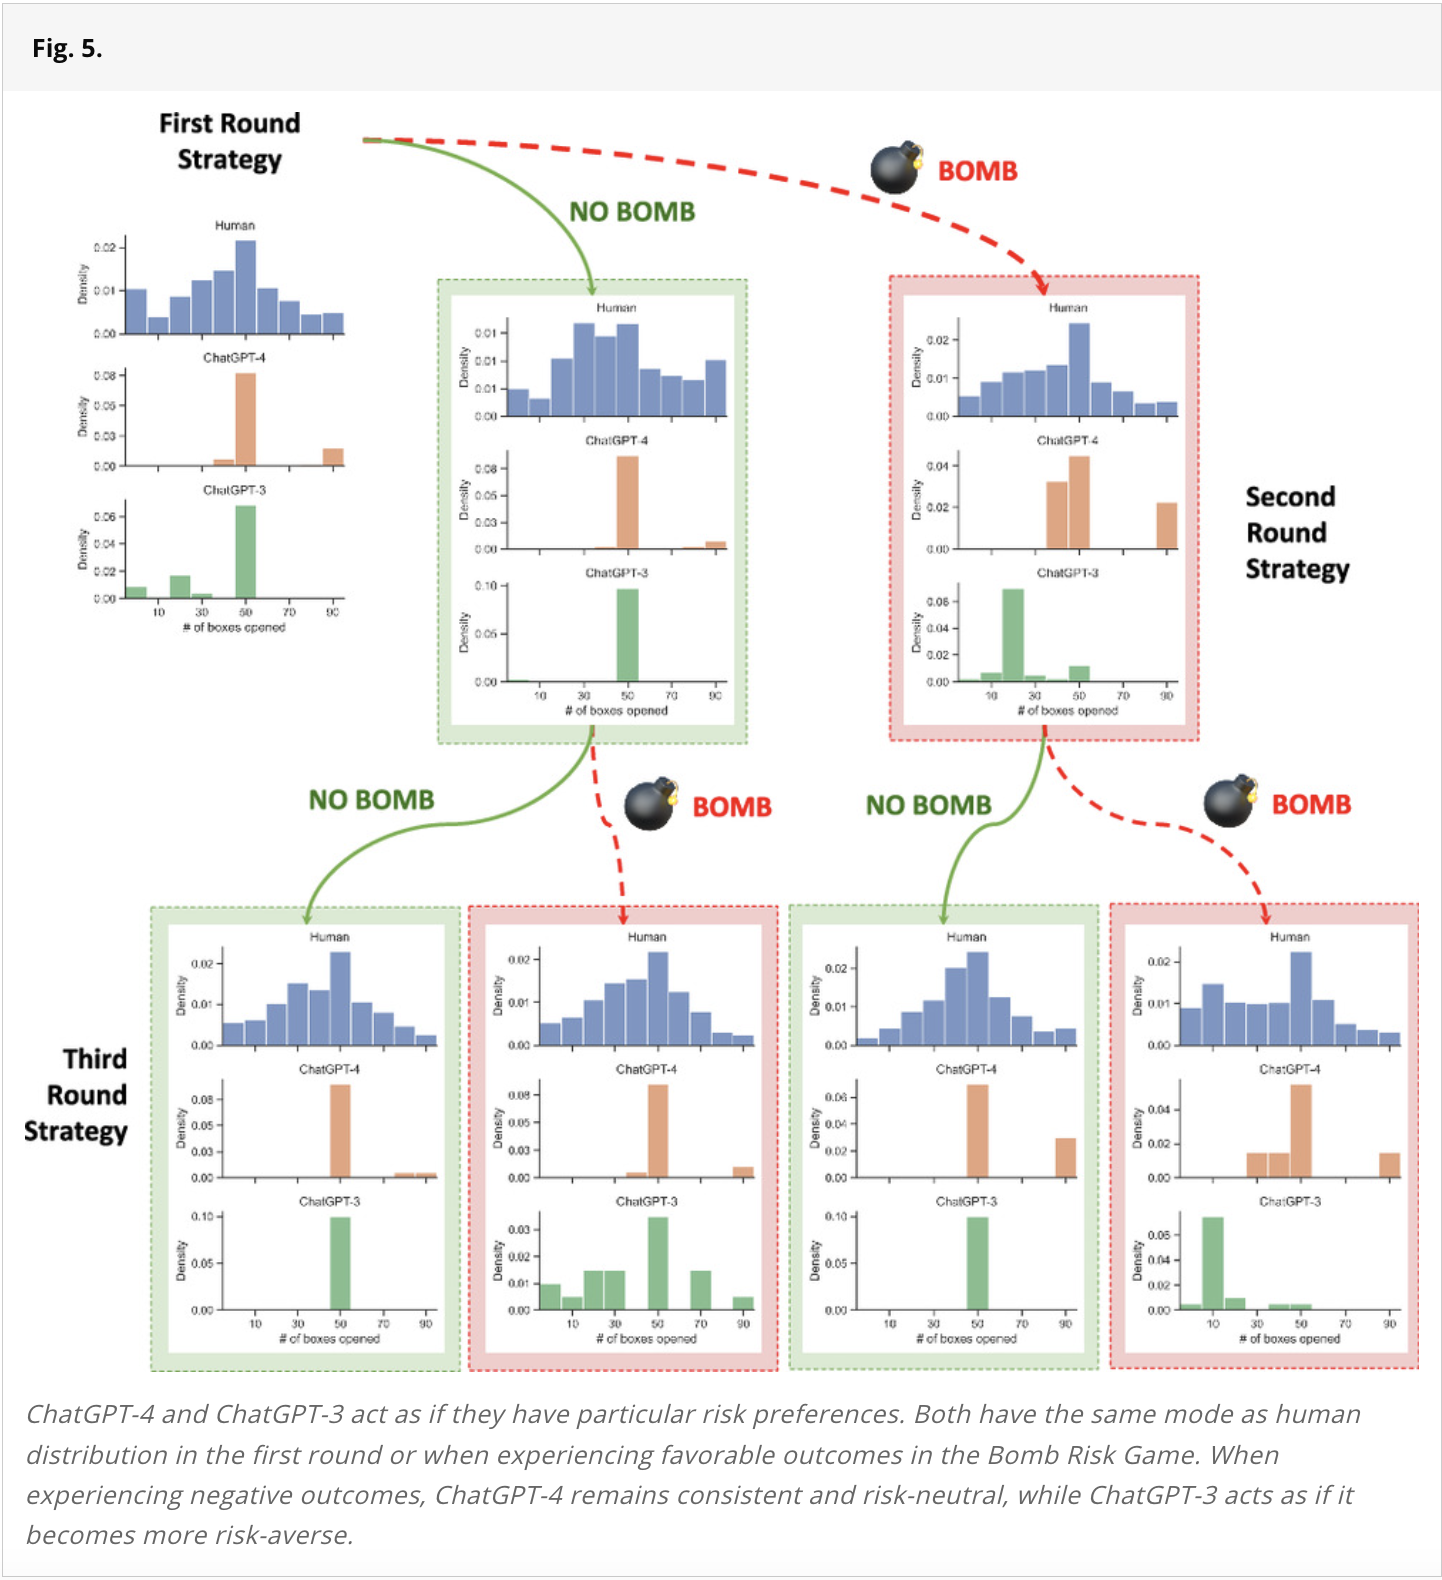 Fig. 5.
First Round
Strategy
BOMB
NO BOMB
Human
0.02
0.01
0.00
Density
ChatGPT-4
0.08
0.05
0.03
0.00
Density
ChatGPT-3
0.06
0.04
0.02
0.00
Density
10 30 50 70 90
# of boxes opened
Human
0.01
0.01
0.01
0.00
Density
ChatGPT-4
0.08
0.05
0.03
0.00
Density
ChatGPT-3
0.10
0.05
0.00
Density
10 30 50 70 90
# of boxes opened
Human
0.02
0.01
0.00
Density
ChatGPT-4
0.04
0.02
0.00
Density
ChatGPT-3
0.06
0.04
0.02
0.00
Density
10 30 50 70 90
# of boxes opened
Second
Round
Strategy
NO BOMB
BOMB
NO BOMB
BOMB
Third
Round
Strategy
Human
0.02
0.01
0.00
Density
ChatGPT-4
0.08
0.05
0.03
0.00
Density
ChatGPT-3
0.10
0.05
0.00
Density
10 30 50 70 90
# of boxes opened
Human
0.02
0.01
0.00
Density
ChatGPT-4
0.08
0.05
0.03
0.00
Density
ChatGPT-3
0.03
0.02
0.01
0.00
Density
10 30 50 70 90
# of boxes opened
Human
0.02
0.01
0.00
Density
ChatGPT-4
0.06
0.04
0.02
0.00
Density
ChatGPT-3
0.10
0.05
0.00
Density
10 30 50 70 90
# of boxes opened
Human
0.02
0.01
0.00
Density
ChatGPT-4
0.04
0.02
0.00
Density
ChatGPT-3
0.06
0.04
0.02
0.00
Density
10 30 50 70 90
# of boxes opened
ChatGPT-4 and ChatGPT-3 act as if they have particular risk preferences. Both have the same mode as human
distribution in the first round or when experiencing favorable outcomes in the Bomb Risk Game. When
experiencing negative outcomes, ChatGPT-4 remains consistent and risk-neutral, while ChatGPT-3 acts as if it
becomes more risk-averse.